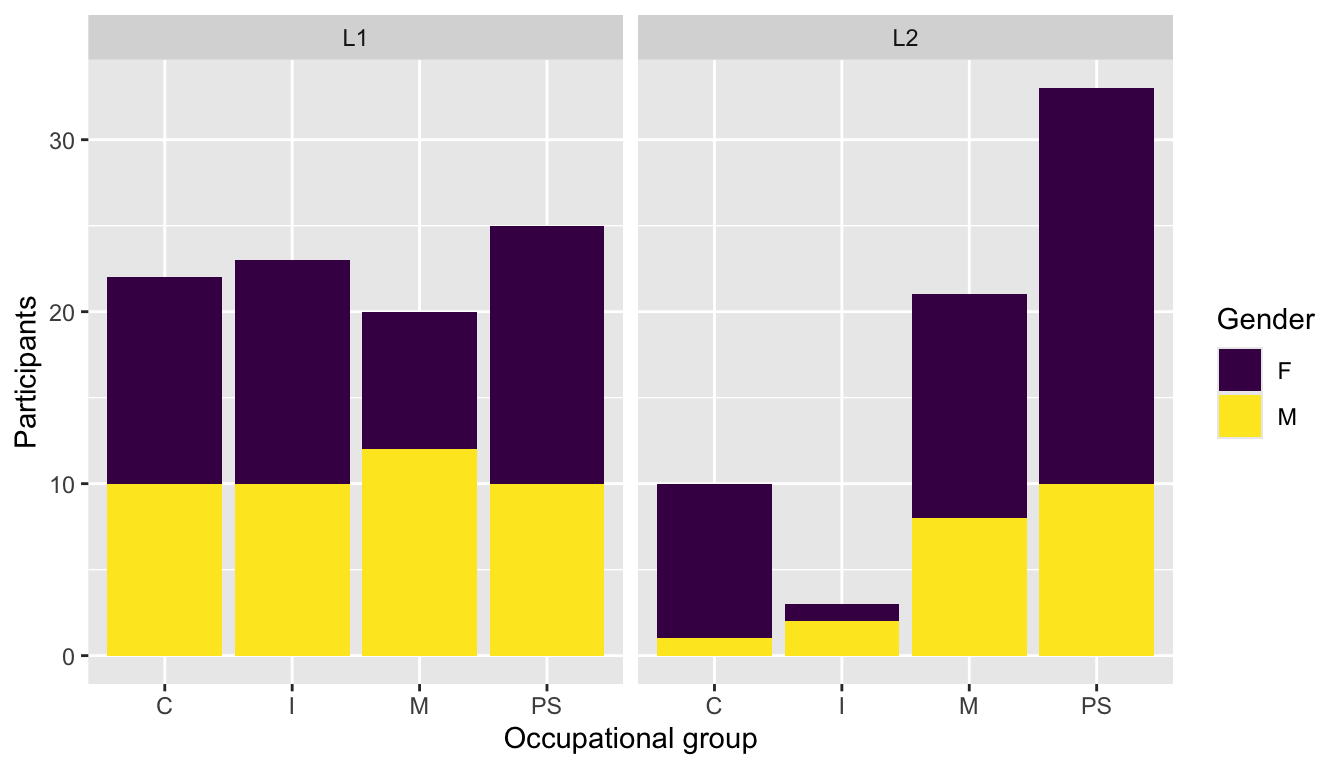 L1
L2
Participants
30
20
10
0
C
I
M
PS
C
I
M
PS
Occupational group
Gender
F
M